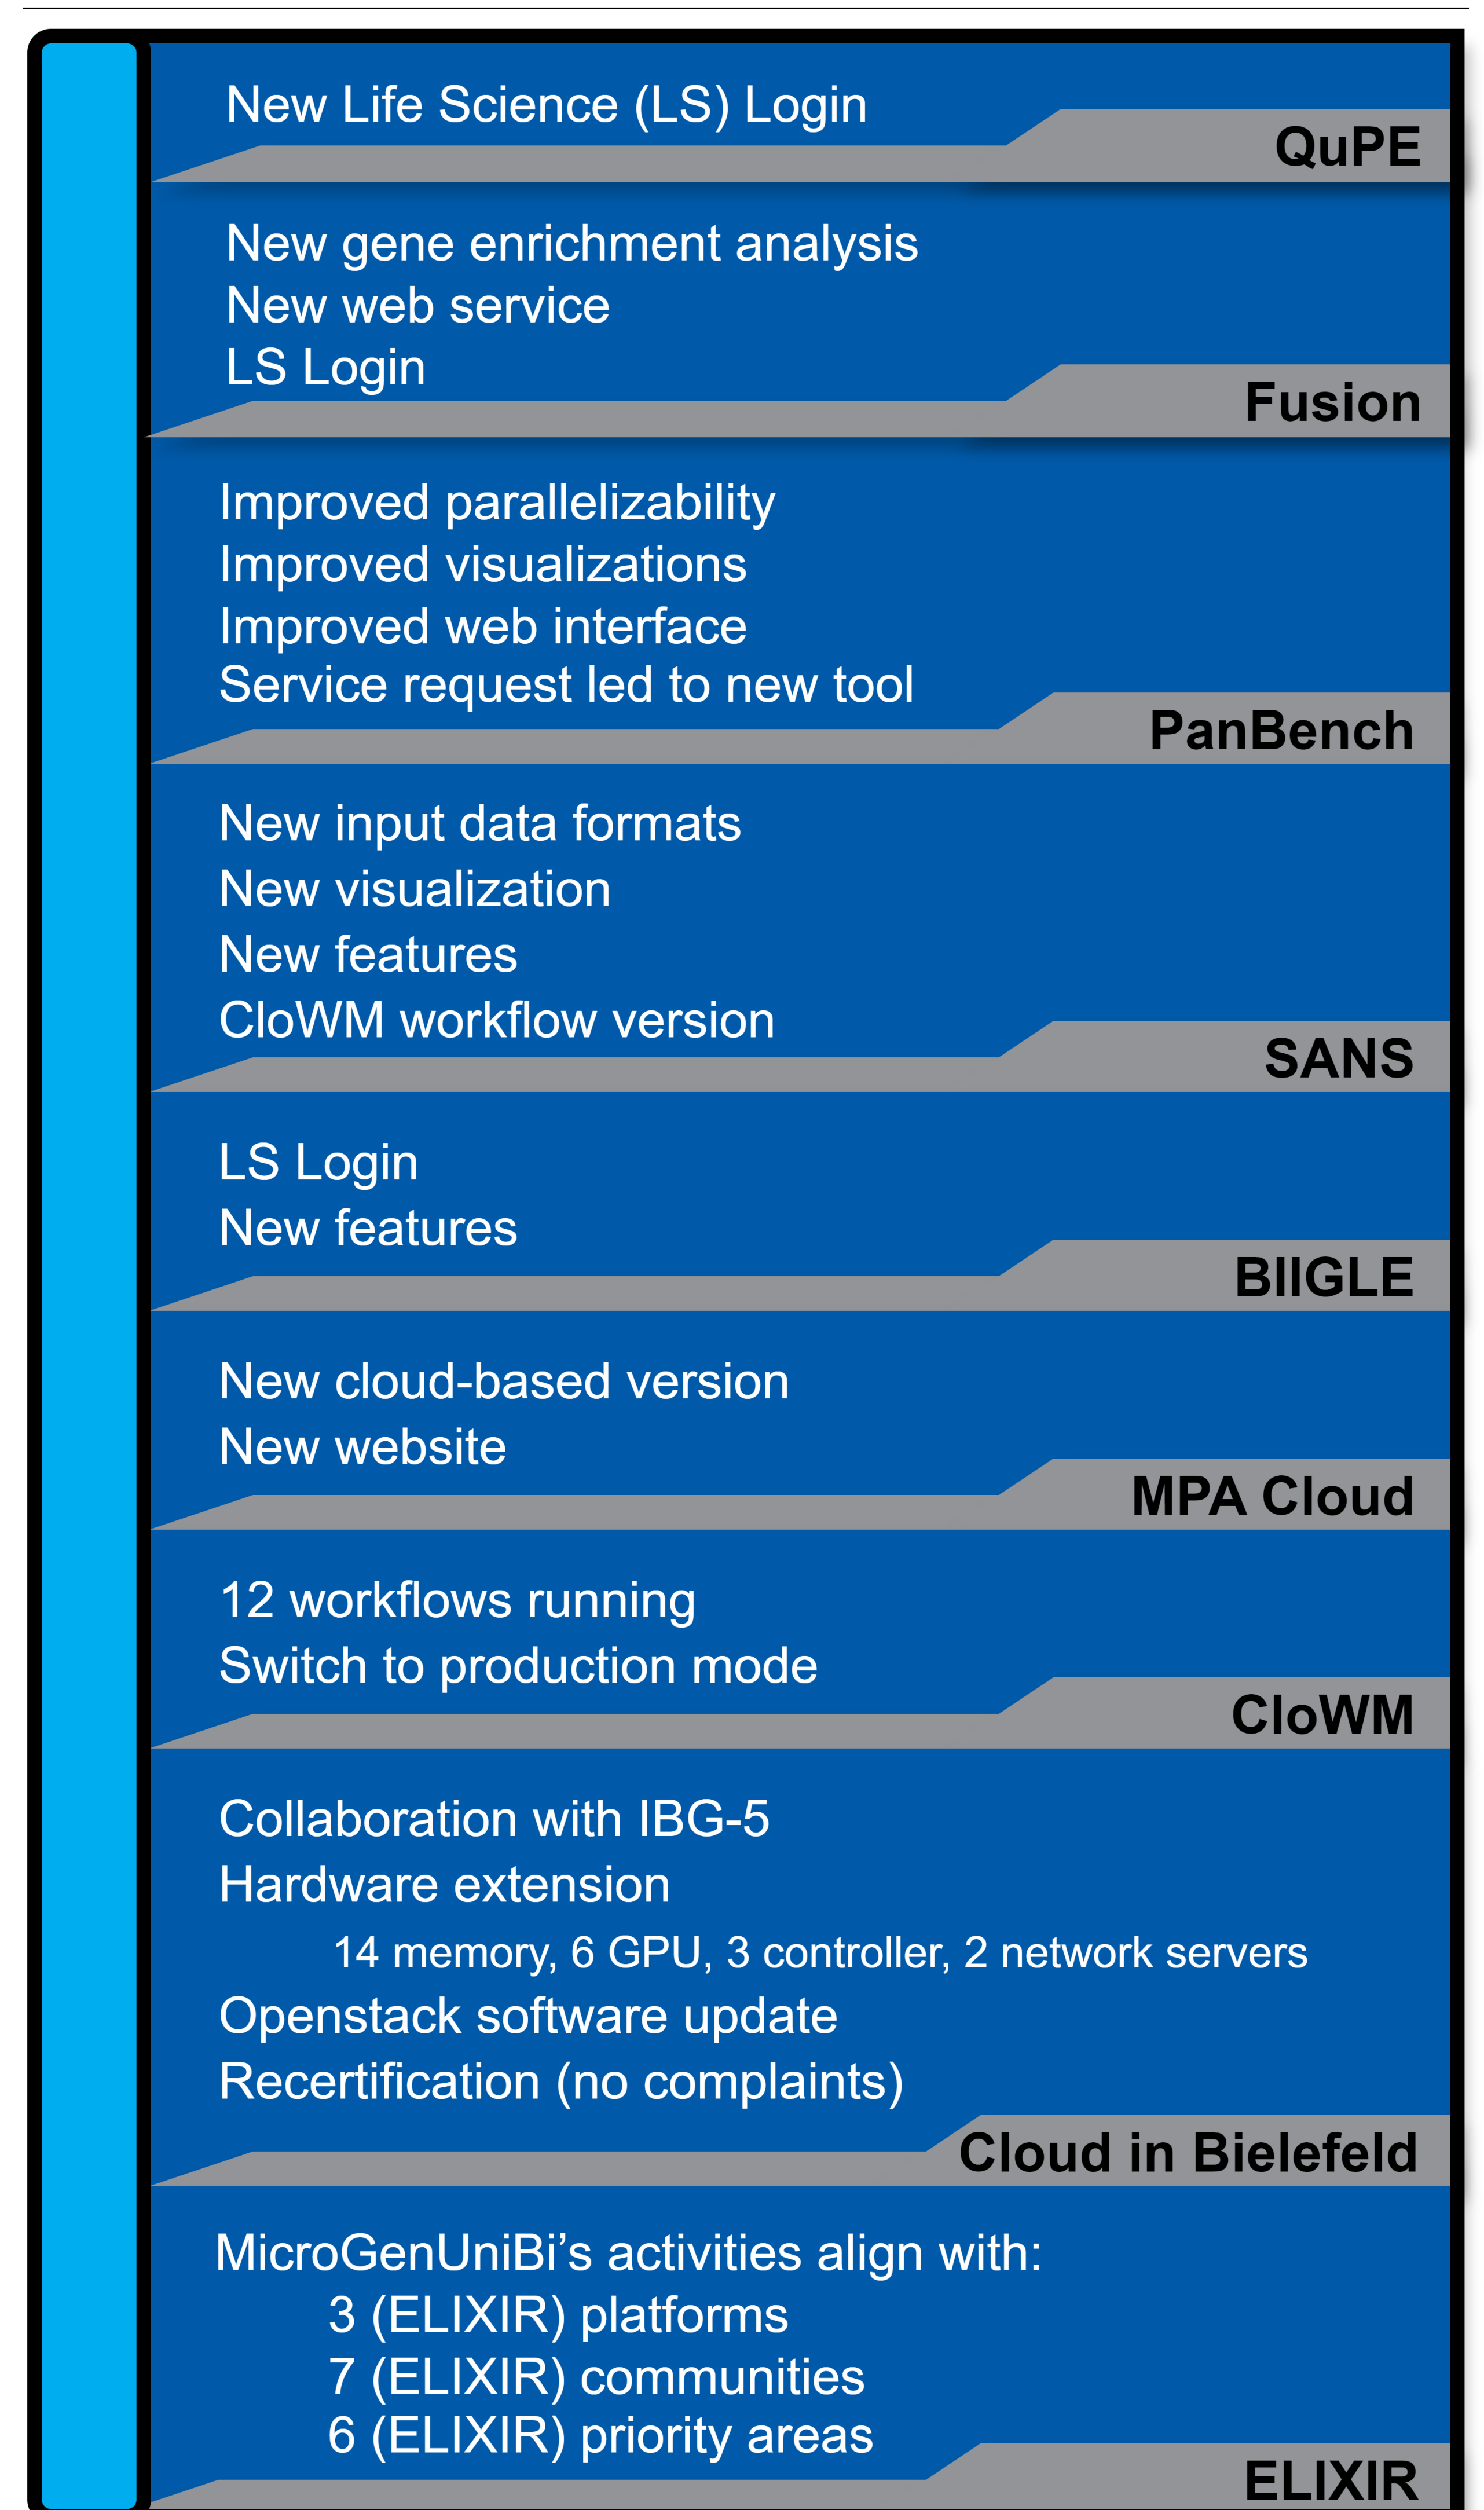 New Life Science (LS) Login
QuPE
New gene enrichment analysis
New web service
LS Login
Fusion
Improved parallelizability
Improved visualizations
Improved web interface
Service request led to new tool
PanBench
New input data formats
New visualization
New features
CloWM workflow version
SANS
LS Login
New features
BIIGLE
New cloud-based version
New website
MPA Cloud
12 workflows running
Switch to production mode
CloWM
Collaboration with IBG-5
Hardware extension
14 memory, 6 GPU, 3 controller, 2 network servers
Openstack software update
Recertification (no complaints)
Cloud in Bielefeld
MicroGenUniBi’s activities align with:
3 (ELIXIR) platforms
7 (ELIXIR) communities
6 (ELIXIR) priority areas
ELIXIR